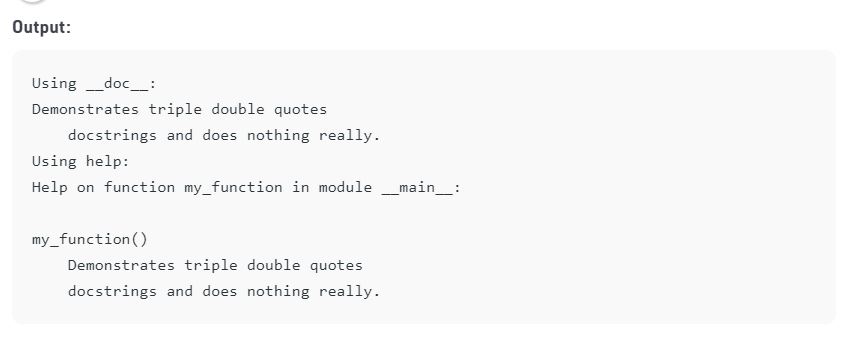 Output:
Using __doc__:
Demonstrates triple double quotes
    docstrings and does nothing really.
Using help:
Help on function my_function in module __main__:

my_function()
    Demonstrates triple double quotes
    docstrings and does nothing really.